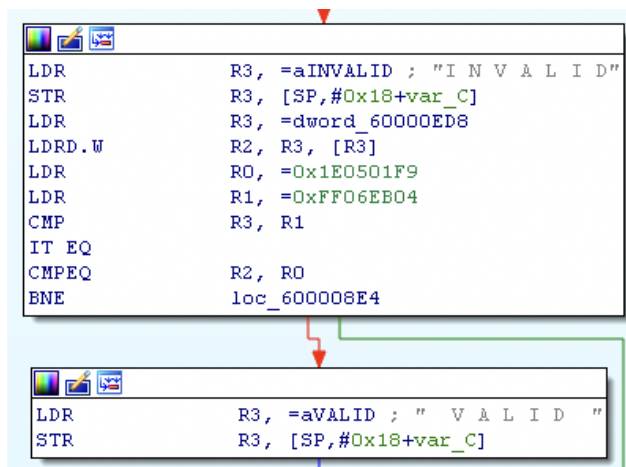 LDR R3, =aINVALID ; "I N V A L I D"
STR R3, [SP,#0x18+var_C]
LDR R3, =dword_60000ED8
LDRD.W R2, R3, [R3]
LDR R0, =0x1E0501F9
LDR R1, =0xFF06EB04
CMP R3, R1
IT EQ
CMPEQ R2, R0
BNE loc_600008E4
LDR R3, =aVALID ; " V A L I D "
STR R3, [SP,#0x18+var_C]